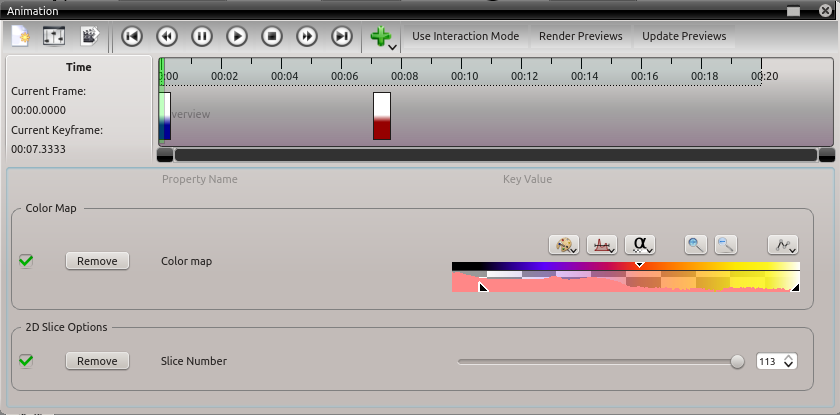 Animation
Use Interaction Mode Render Previews Update Previews
Time
Current Frame:
00:00.0000
Current Keyframe:
00:07.3333
:00 00:02 00:04 00:06 00:08 00:10 00:12 00:14 00:16 00:18 00:20
verview
Property Name Key Value
Color Map
Remove Color map α
2D Slice Options
Remove Slice Number 113